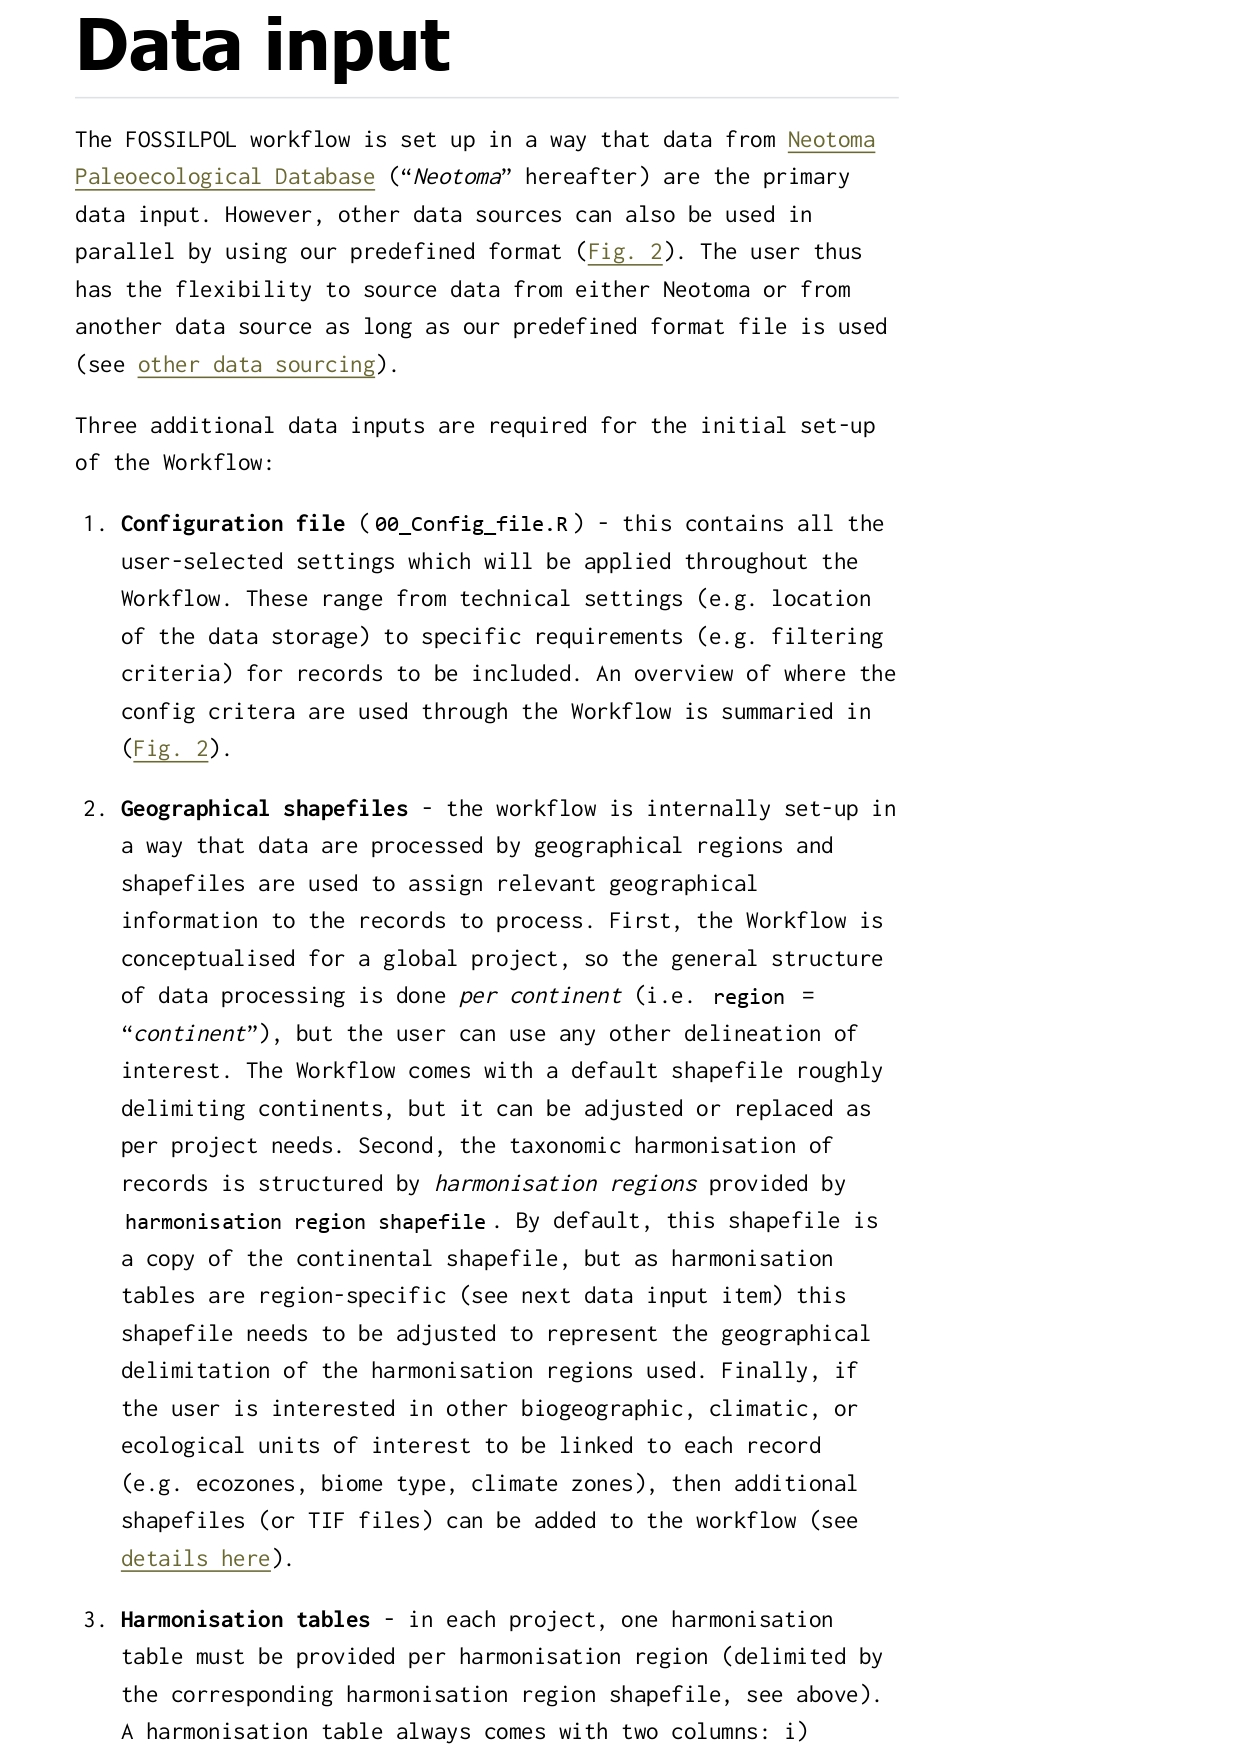 Data input
The FOSSILPOL workflow is set up in a way that data from Neotoma
Paleoecological Database (“Neotoma” hereafter) are the primary
data input. However, other data sources can also be used in
parallel by using our predefined format (Fig. 2). The user thus
has the flexibility to source data from either Neotoma or from
another data source as long as our predefined format file is used
(see other data sourcing).
Three additional data inputs are required for the initial set-up
of the Workflow:
1. Configuration file (00_Config_file.R) - this contains all the
user-selected settings which will be applied throughout the
Workflow. These range from technical settings (e.g. location
of the data storage) to specific requirements (e.g. filtering
criteria) for records to be included. An overview of where the
config critera are used through the Workflow is summaried in
(Fig. 2).
2. Geographical shapefiles - the workflow is internally set-up in
a way that data are processed by geographical regions and
shapefiles are used to assign relevant geographical
information to the records to process. First, the Workflow is
conceptualised for a global project, so the general structure
of data processing is done per continent (i.e. region =
“continent”), but the user can use any other delineation of
interest. The Workflow comes with a default shapefile roughly
delimiting continents, but it can be adjusted or replaced as
per project needs. Second, the taxonomic harmonisation of
records is structured by harmonisation regions provided by
harmonisation region shapefile. By default, this shapefile is
a copy of the continental shapefile, but as harmonisation
tables are region-specific (see next data input item) this
shapefile needs to be adjusted to represent the geographical
delimitation of the harmonisation regions used. Finally, if
the user is interested in other biogeographic, climatic, or
ecological units of interest to be linked to each record
(e.g. ecozones, biome type, climate zones), then additional
shapefiles (or TIF files) can be added to the workflow (see
details here).
3. Harmonisation tables - in each project, one harmonisation
table must be provided per harmonisation region (delimited by
the corresponding harmonisation region shapefile, see above).
A harmonisation table always comes with two columns: i)